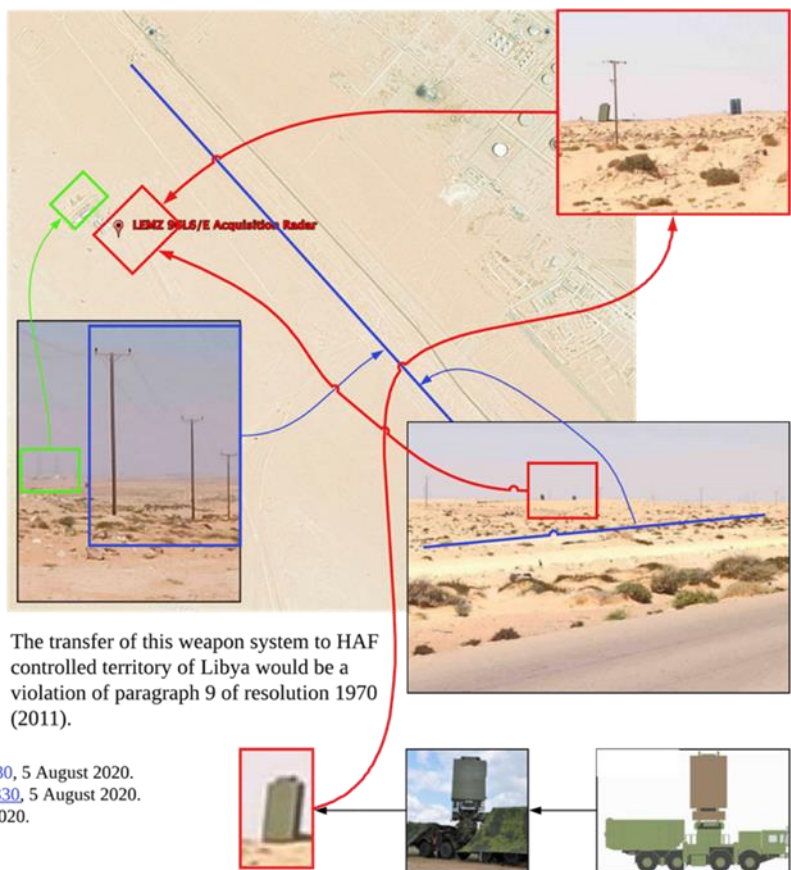 LEMZ 96L6/E Acquisition Radar
The transfer of this weapon system to HAF
controlled territory of Libya would be a
violation of paragraph 9 of resolution 1970
(2011).
30, 5 August 2020.
330, 5 August 2020.
020.